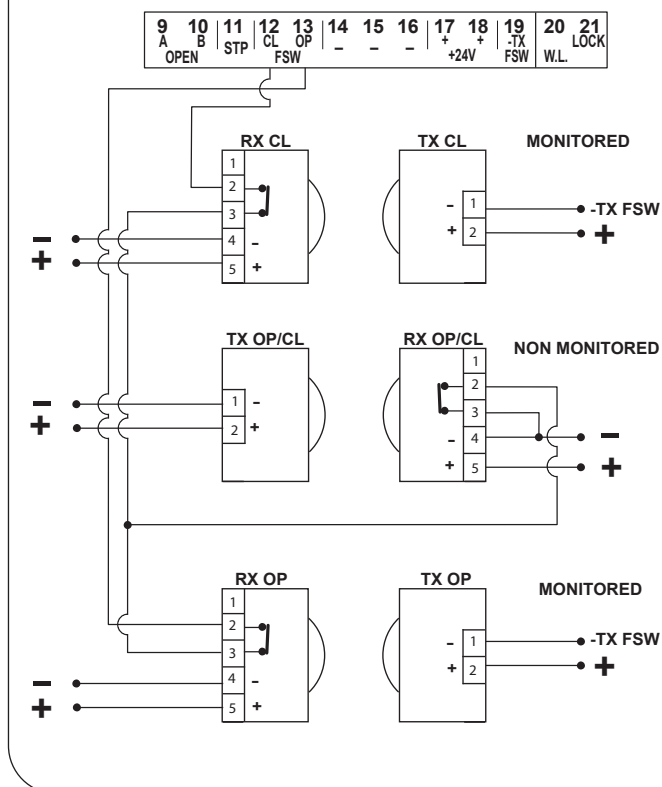 9 10 11 12 13 14 15 16 17 18 19 20 21
A B STP CL OP – – – + + -TX W.L. LOCK
OPEN FSW +24V FSW
RX CL TX CL MONITORED
1
2
3
4 -
5 +
- 1 -TX FSW
+ 2 +
–
+
TX OP/CL RX OP/CL NON MONITORED
1 -
2 +
–
+
1
2
3
- 4 –
+ 5 +
RX OP TX OP MONITORED
1
2
3
4 -
5 +
–
+
- 1 -TX FSW
+ 2 +